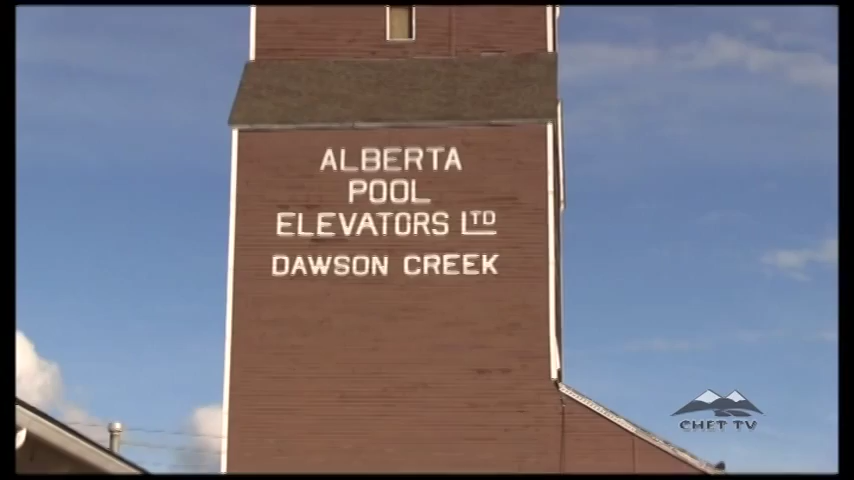 ALBERTA
POOL
ELEVATORS LTD
DAWSON CREEK
CHET TV